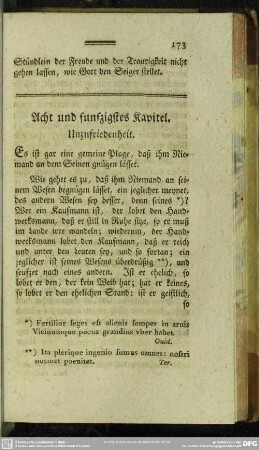 173
Stündlein der Freude und der Traurigkeit nicht
gehen lassen, wie Gott den Seiger stellet.
Acht und funfzigstes Kapitel.
Unzufriedenheit.
Es ist gar eine gemeine Plage, daß ihm Nie-
mand an dem Seinen gnügen lässet.
Wie gehet es zu, daß ihm Niemand an sei-
nem Wesen begnügen lässet, ein jeglicher meynet,
des andern Wesen sey besser, denn seines *)?
Wer ein Kaufmann ist, der lobet den Hand-
werksmann, daß er still in Ruhe sitze, so er muß
im Lande irre wandeln; wiederum, der Hand-
werksmann lobet den Kaufmann, daß er reich
und unter den Leuten sey, und so fortan; ein
jeglicher ist seines Wesens überdrüßig **), und
seufzet nach eines andern. Ist er ehelich, so
lobet er den, der kein Weib hat; hat er keines,
so lobet er den ehelichen Stand: ist er geistlich,
so
*) Fertilior seges est alienis semper in arvis
Vicinumque pecus grandius vber habet.
Ouid.
**) Ita plerique ingenio sumus omnes: nostri
nosmet poenitet.
Ter.